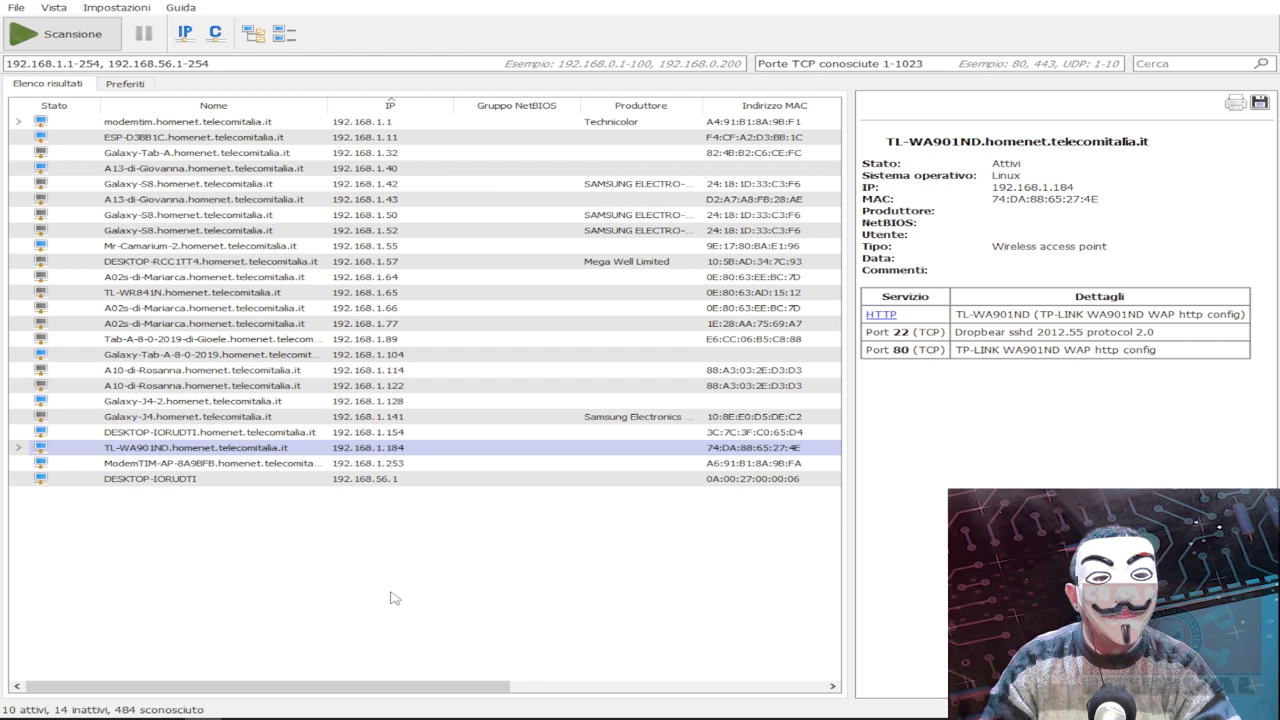 File Vista Impostazioni Guida
Scansione IP C
192.168.1.1-254, 192.168.56.1-254 Esempio: 192.168.0.1-100, 192.168.0.200 Porte TCP conosciute 1-1023 Esempio: 80, 443, UDP: 1-10 Cerca
Elenco risultati Preferiti
Stato Nome IP Gruppo NetBIOS Produttore Indirizzo MAC
modemtim.homenet.telecomitalia.it 192.168.1.1 Technicolor A4:91:B1:8A:9B:F1
ESP-D3BB1C.homenet.telecomitalia.it 192.168.1.11 F4:CF:A2:D3:BB:1C
Galaxy-Tab-A.homenet.telecomitalia.it 192.168.1.32 82:4B:B2:C6:CE:FC
A13-di-Giovanna.homenet.telecomitalia.it 192.168.1.40
Galaxy-S8.homenet.telecomitalia.it 192.168.1.42 SAMSUNG ELECTRO-... 24:18:1D:33:C3:F6
A13-di-Giovanna.homenet.telecomitalia.it 192.168.1.43 D2:A7:A8:FB:28:AE
Galaxy-S8.homenet.telecomitalia.it 192.168.1.50 SAMSUNG ELECTRO-... 24:18:1D:33:C3:F6
Galaxy-S8.homenet.telecomitalia.it 192.168.1.52 SAMSUNG ELECTRO-... 24:18:1D:33:C3:F6
Mr-Camarium-2.homenet.telecomitalia.it 192.168.1.55 9E:17:80:BA:E1:96
DESKTOP-RCC1TT4.homenet.telecomitalia.it 192.168.1.57 Mega Well Limited 10:5B:AD:34:7C:93
A02s-di-Mariarca.homenet.telecomitalia.it 192.168.1.64 0E:80:63:EE:BC:7D
TL-WR841N.homenet.telecomitalia.it 192.168.1.65 0E:80:63:AD:15:12
A02s-di-Mariarca.homenet.telecomitalia.it 192.168.1.66 0E:80:63:EE:BC:7D
A02s-di-Mariarca.homenet.telecomitalia.it 192.168.1.77 1E:28:AA:75:69:A7
Tab-A-8-0-2019-di-Gioele.homenet.telecom... 192.168.1.89 E6:CC:06:B5:C8:88
Galaxy-Tab-A-8-0-2019.homenet.telecomit... 192.168.1.104
A10-di-Rosanna.homenet.telecomitalia.it 192.168.1.114 88:A3:03:2E:D3:D3
A10-di-Rosanna.homenet.telecomitalia.it 192.168.1.122 88:A3:03:2E:D3:D3
Galaxy-J4-2.homenet.telecomitalia.it 192.168.1.128
Galaxy-J4.homenet.telecomitalia.it 192.168.1.141 Samsung Electronics ... 10:8E:E0:D5:DE:C2
DESKTOP-IORUDTI.homenet.telecomitalia.it 192.168.1.154 3C:7C:3F:C0:65:D4
TL-WA901ND.homenet.telecomitalia.it 192.168.1.184 74:DA:88:65:27:4E
ModemTIM-AP-8A9BFB.homenet.telecomita... 192.168.1.253 A6:91:B1:8A:9B:FA
DESKTOP-IORUDTI 192.168.56.1 0A:00:27:00:00:06
TL-WA901ND.homenet.telecomitalia.it
Stato: Attivi
Sistema operativo: Linux
IP: 192.168.1.184
MAC: 74:DA:88:65:27:4E
Produttore:
NetBIOS:
Utente:
Tipo: Wireless access point
Data:
Commenti:
Servizio Dettagli
HTTP TL-WA901ND (TP-LINK WA901ND WAP http config)
Port 22 (TCP) Dropbear sshd 2012.55 protocol 2.0
Port 80 (TCP) TP-LINK WA901ND WAP http config
10 attivi, 14 inattivi, 484 sconosciuto